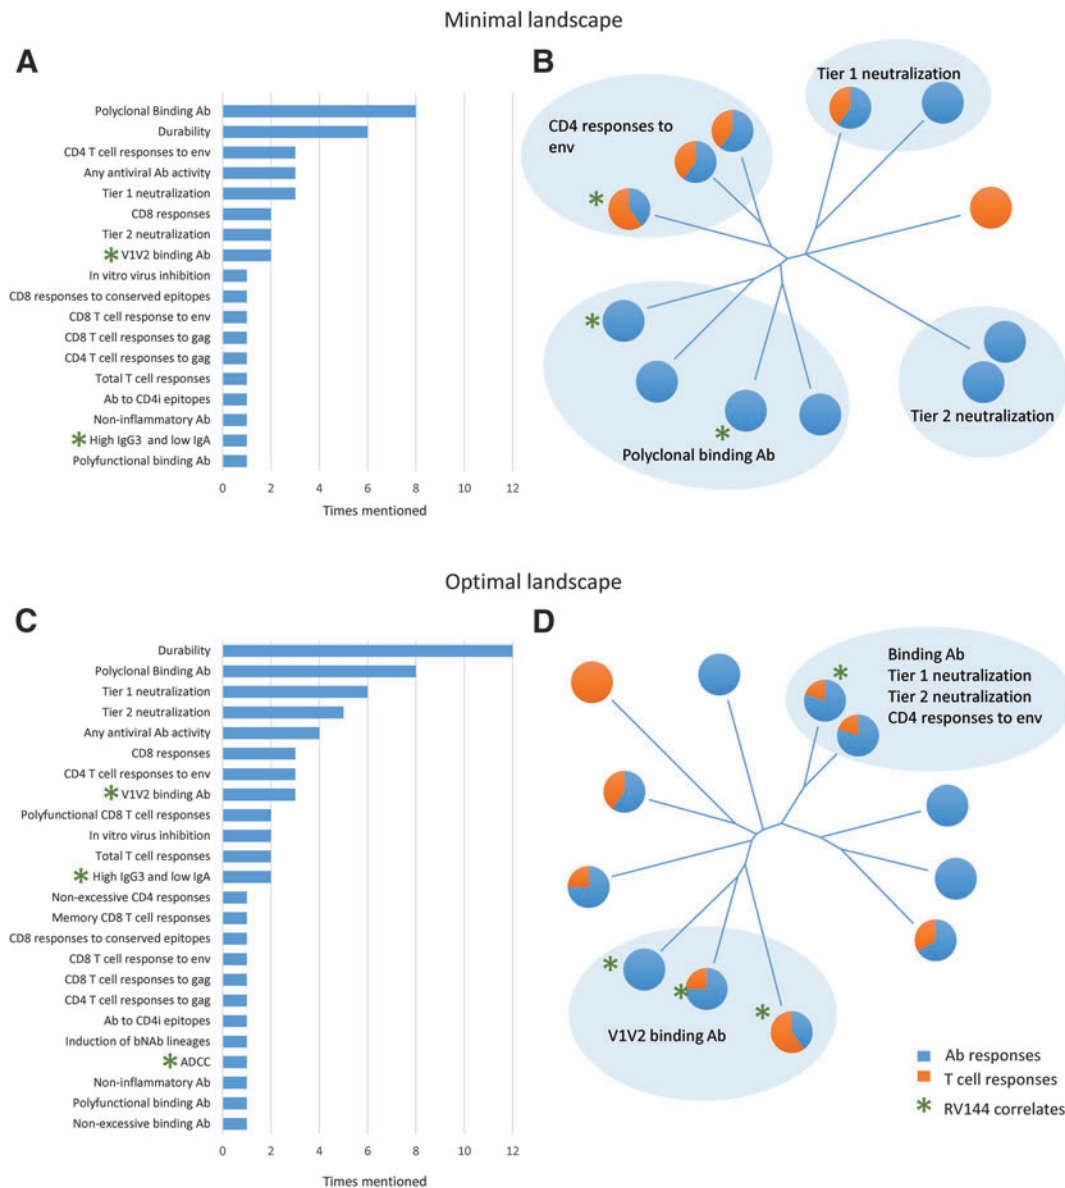 Minimal landscape
A
Polyclonal Binding Ab
Durability
CD4 T cell responses to env
Any antiviral Ab activity
Tier 1 neutralization
CD8 responses
Tier 2 neutralization
* V1V2 binding Ab
In vitro virus inhibition
CD8 responses to conserved epitopes
CD8 T cell response to env
CD8 T cell responses to gag
CD4 T cell responses to gag
Total T cell responses
Ab to CD4i epitopes
Non-inflammatory Ab
* High IgG3 and low IgA
Polyfunctional binding Ab
0 2 4 6 8 10 12
Times mentioned
B
CD4 responses to
env
Tier 1 neutralization
*
*
*
Polyclonal binding Ab
Tier 2 neutralization
Optimal landscape
C
Durability
Polyclonal Binding Ab
Tier 1 neutralization
Tier 2 neutralization
Any antiviral Ab activity
CD8 responses
CD4 T cell responses to env
* V1V2 binding Ab
Polyfunctional CD8 T cell responses
In vitro virus inhibition
Total T cell responses
* High IgG3 and low IgA
Non-excessive CD4 responses
Memory CD8 T cell responses
CD8 responses to conserved epitopes
CD8 T cell response to env
CD8 T cell responses to gag
CD4 T cell responses to gag
Ab to CD4i epitopes
Induction of bNAb lineages
* ADCC
Non-inflammatory Ab
Polyfunctional binding Ab
Non-excessive binding Ab
0 2 4 6 8 10 12
Times mentioned
D
Binding Ab
Tier 1 neutralization
Tier 2 neutralization
CD4 responses to env
*
*
*
*
V1V2 binding Ab
Ab responses
T cell responses
* RV144 correlates